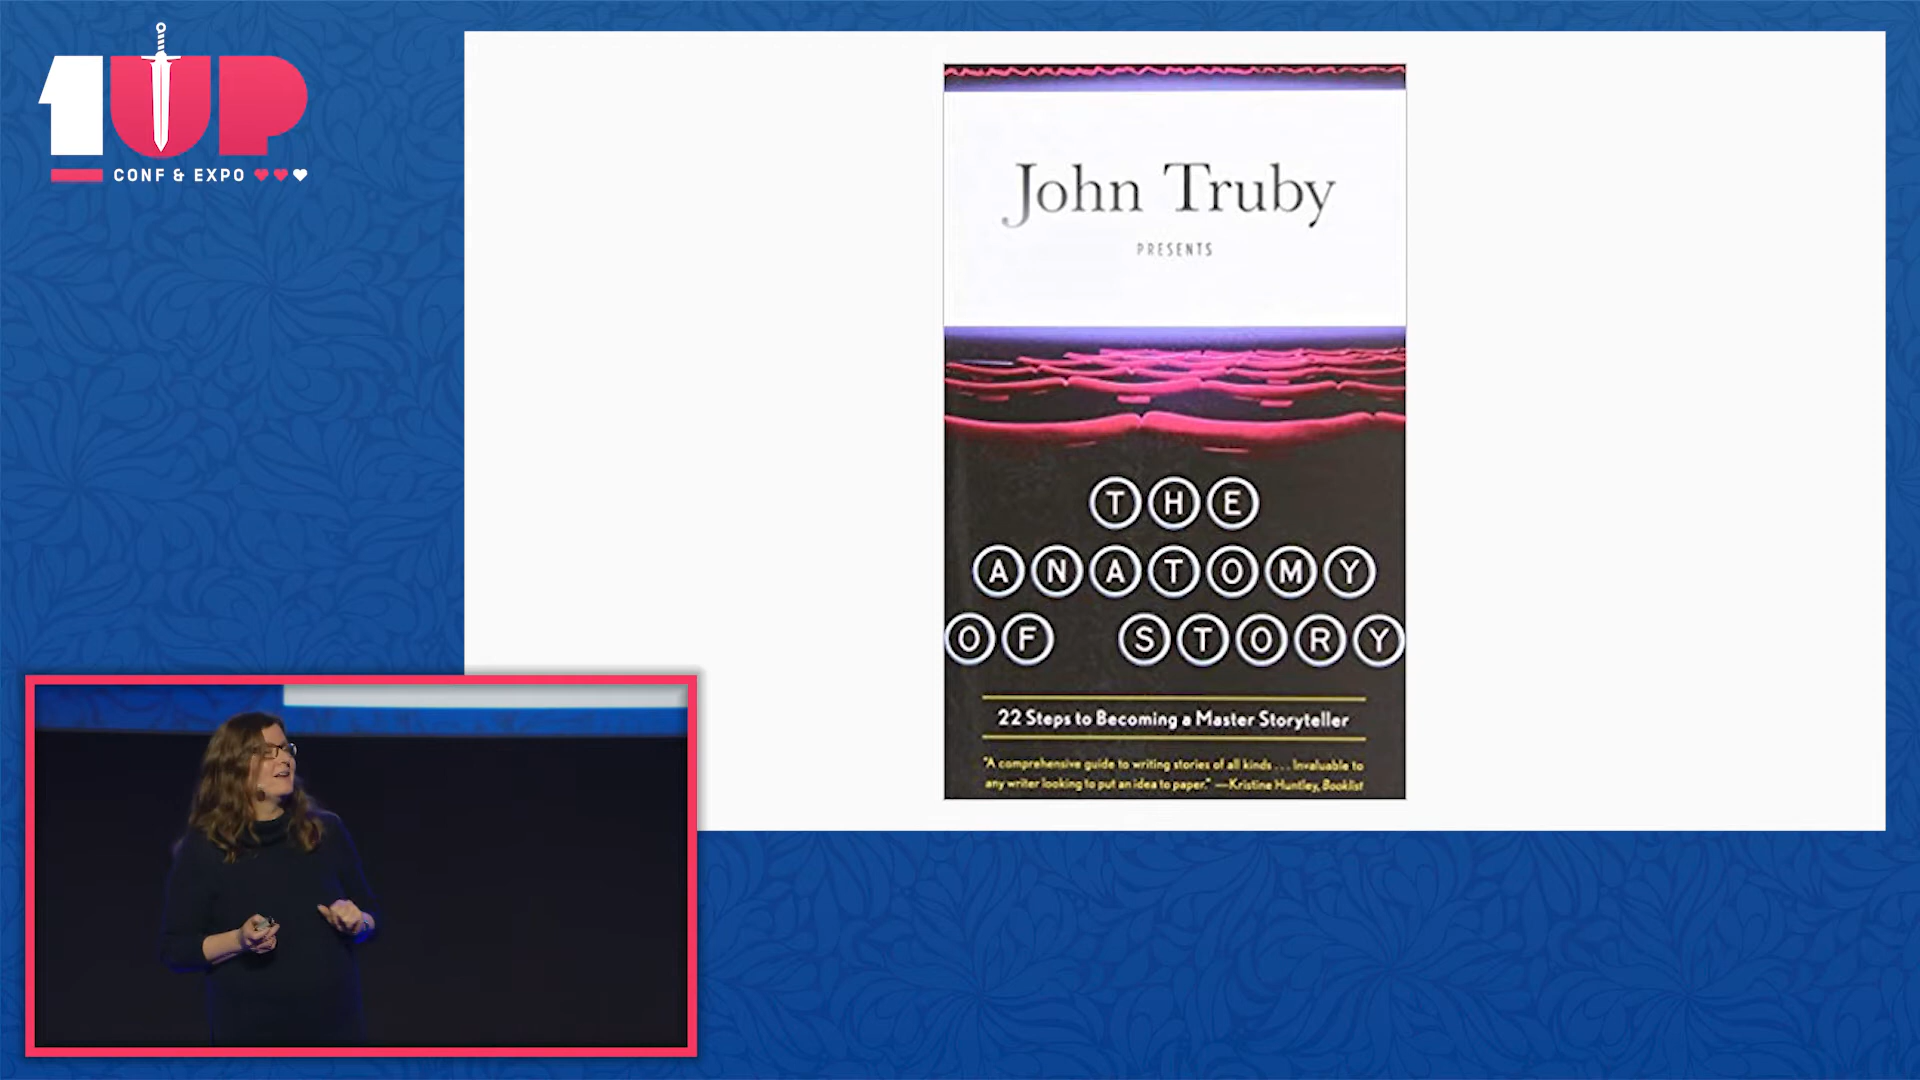 1UP
CONF & EXPO
John Truby
PRESENTS
THE
ANATOMY
OF STORY
22 Steps to Becoming a Master Storyteller
"A comprehensive guide to writing stories of all kinds . . . Invaluable to
any writer looking to put an idea to paper." —Kristine Huntley, Booklist